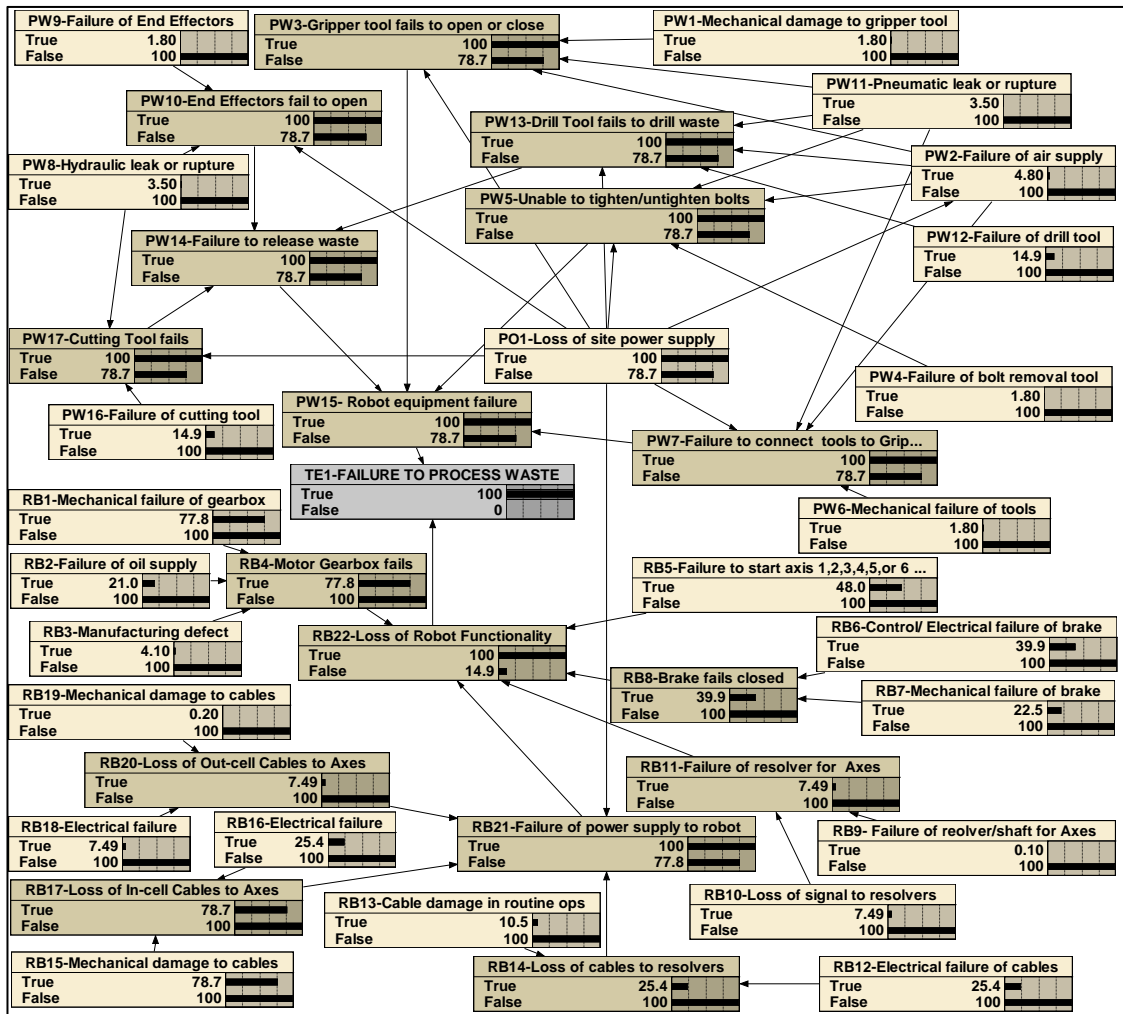 PW9-Failure of End Effectors
True 1.80
False 100
PW3-Gripper tool fails to open or close
True 100
False 78.7
PW1-Mechanical damage to gripper tool
True 1.80
False 100
PW10-End Effectors fail to open
True 100
False 78.7
PW13-Drill Tool fails to drill waste
True 100
False 78.7
PW11-Pneumatic leak or rupture
True 3.50
False 100
PW8-Hydraulic leak or rupture
True 3.50
False 100
PW5-Unable to tighten/untighten bolts
True 100
False 78.7
PW2-Failure of air supply
True 4.80
False 100
PW14-Failure to release waste
True 100
False 78.7
PW12-Failure of drill tool
True 14.9
False 100
PW17-Cutting Tool fails
True 100
False 78.7
PO1-Loss of site power supply
True 100
False 78.7
PW4-Failure of bolt removal tool
True 1.80
False 100
PW16-Failure of cutting tool
True 14.9
False 100
PW15- Robot equipment failure
True 100
False 78.7
PW7-Failure to connect tools to Grip...
True 100
False 78.7
TE1-FAILURE TO PROCESS WASTE
True 100
False 0
PW6-Mechanical failure of tools
True 1.80
False 100
RB1-Mechanical failure of gearbox
True 77.8
False 100
RB2-Failure of oil supply
True 21.0
False 100
RB4-Motor Gearbox fails
True 77.8
False 100
RB5-Failure to start axis 1,2,3,4,5,or 6 ...
True 48.0
False 100
RB3-Manufacturing defect
True 4.10
False 100
RB22-Loss of Robot Functionality
True 100
False 14.9
RB6-Control/ Electrical failure of brake
True 39.9
False 100
RB8-Brake fails closed
True 39.9
False 100
RB7-Mechanical failure of brake
True 22.5
False 100
RB19-Mechanical damage to cables
True 0.20
False 100
RB20-Loss of Out-cell Cables to Axes
True 7.49
False 100
RB11-Failure of resolver for Axes
True 7.49
False 100
RB18-Electrical failure
True 7.49
False 100
RB16-Electrical failure
True 25.4
False 100
RB21-Failure of power supply to robot
True 100
False 77.8
RB9- Failure of reolver/shaft for Axes
True 0.10
False 100
RB17-Loss of In-cell Cables to Axes
True 78.7
False 100
RB13-Cable damage in routine ops
True 10.5
False 100
RB10-Loss of signal to resolvers
True 7.49
False 100
RB15-Mechanical damage to cables
True 78.7
False 100
RB14-Loss of cables to resolvers
True 25.4
False 100
RB12-Electrical failure of cables
True 25.4
False 100